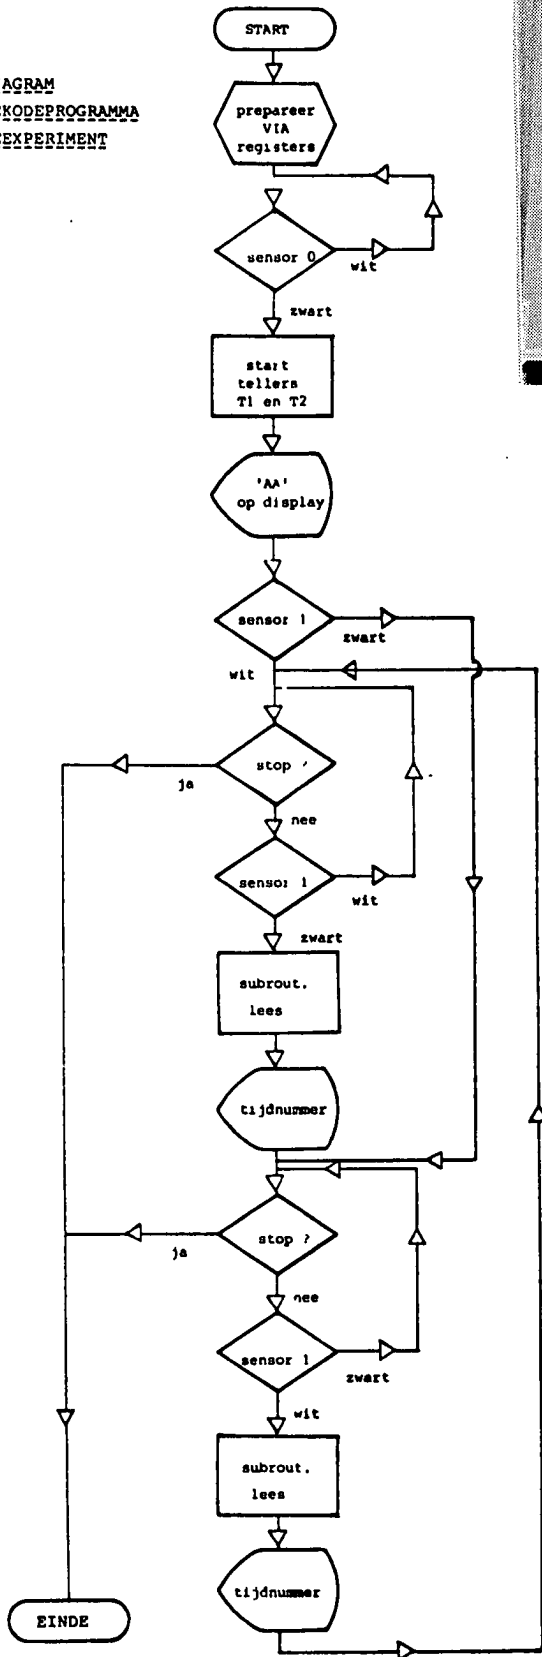 START
AGRAM
KODEPROGRAMMA
EXPERIMENT
prepareer
VIA
registers
sensor 0
wit
zwart
start
tellers
T1 en T2
'AA'
op display
sensor 1
zwart
wit
stop ?
ja
nee
sensor 1
wit
zwart
subrout.
lees
tijdnummer
stop ?
ja
nee
sensor 1
zwart
wit
subrout.
lees
tijdnummer
EINDE